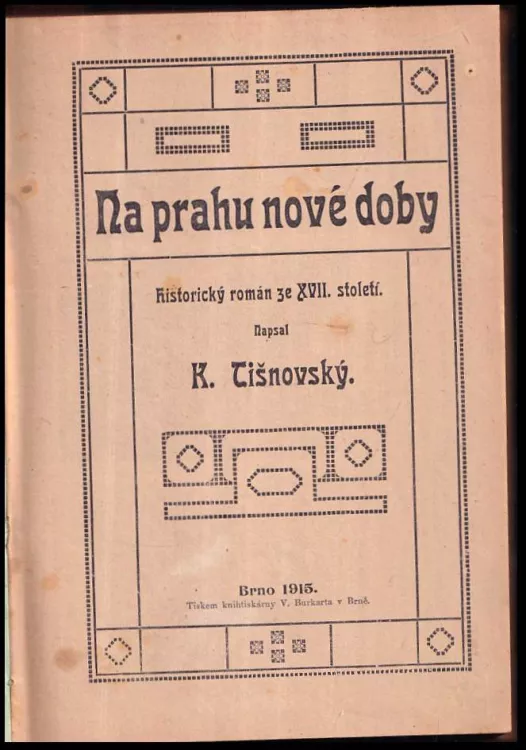 Na prahu nové doby
Historický román ze XVII. století.
Napsal
K. Tišnovský.
Brno 1915.
Tiskem knihtiskárny V. Burkarta v Brně.